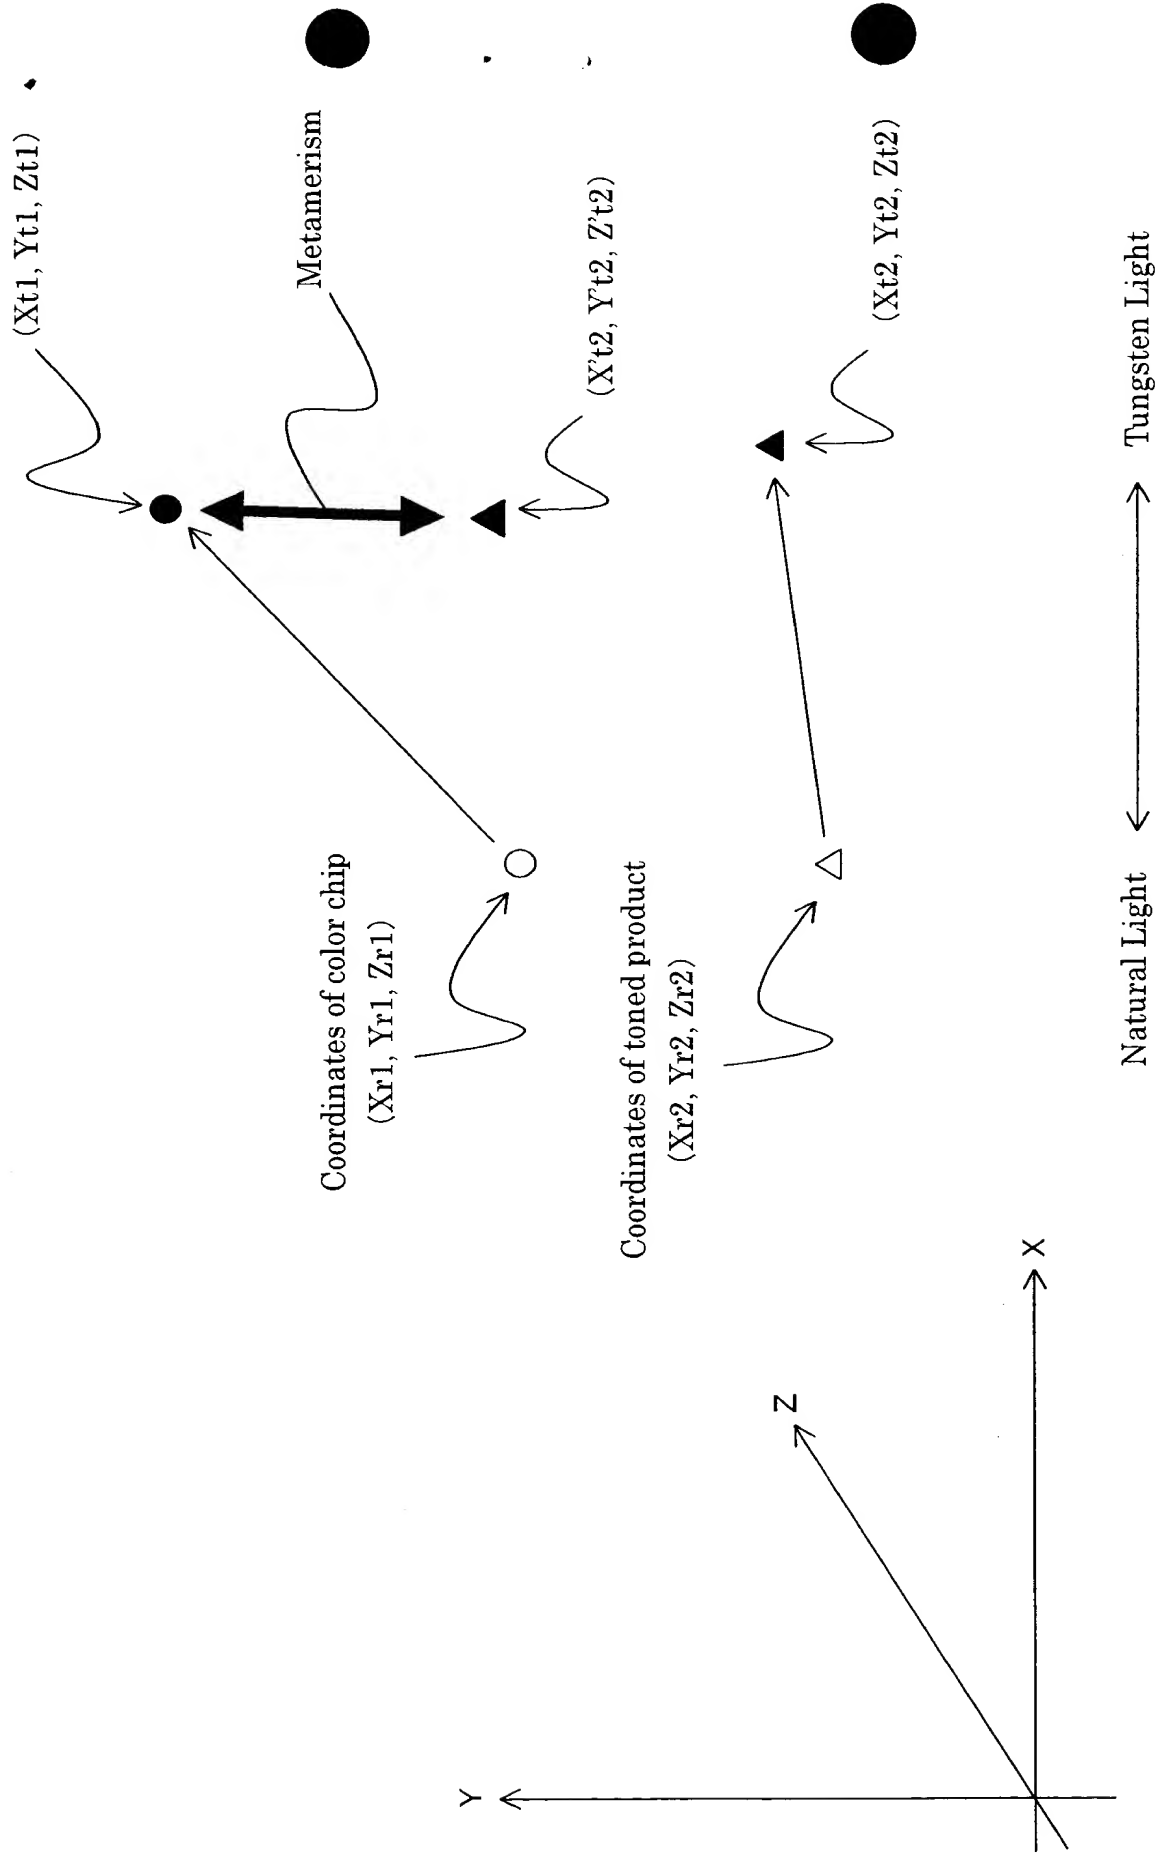 (Xt1, Yt1, Zt1)
Metamerism
(X't2, Y't2, Z't2)
(Xt2, Yt2, Zt2)
Coordinates of color chip
(Xr1, Yr1, Zr1)
Coordinates of toned product
(Xr2, Yr2, Zr2)
Y
Z
X
Natural Light
Tungsten Light